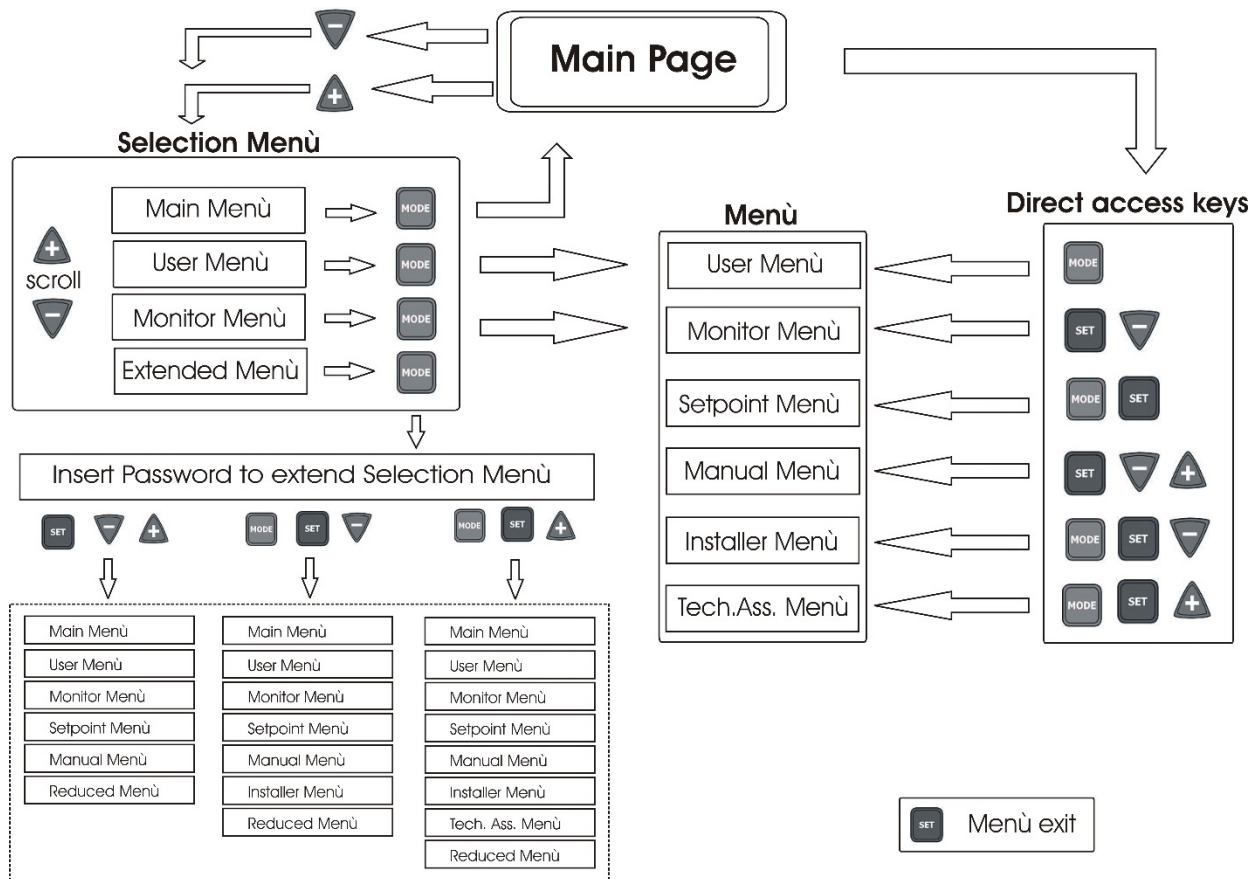 −
Main Page
+
Selection Menù
Main Menù
MODE
+
scroll
−
User Menù
MODE
Monitor Menù
MODE
Extended Menù
MODE
Insert Password to extend Selection Menù
SET − +
MODE SET −
MODE SET +
Main Menù
User Menù
Monitor Menù
Setpoint Menù
Manual Menù
Reduced Menù
Main Menù
User Menù
Monitor Menù
Setpoint Menù
Manual Menù
Installer Menù
Reduced Menù
Main Menù
User Menù
Monitor Menù
Setpoint Menù
Manual Menù
Installer Menù
Tech. Ass. Menù
Reduced Menù
Menù
User Menù
Monitor Menù
Setpoint Menù
Manual Menù
Installer Menù
Tech.Ass. Menù
Direct access keys
MODE
SET −
MODE SET
SET − +
MODE SET −
MODE SET +
SET Menù exit